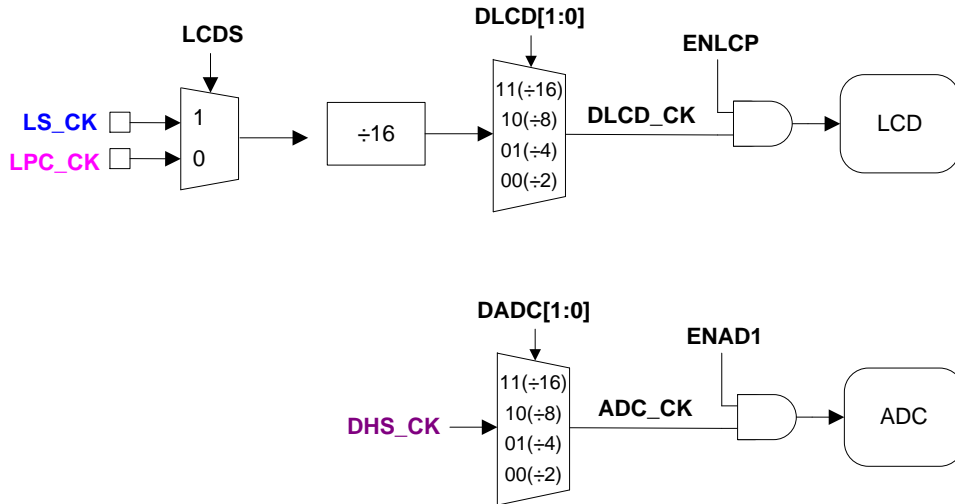 DLCD[1:0]
LCDS
ENLCP
11(÷16)
LS_CK
1
10(÷8)
÷16
DLCD_CK
LCD
01(÷4)
LPC_CK
0
00(÷2)
DADC[1:0]
ENAD1
11(÷16)
10(÷8)
ADC_CK
ADC
DHS_CK
01(÷4)
00(÷2)